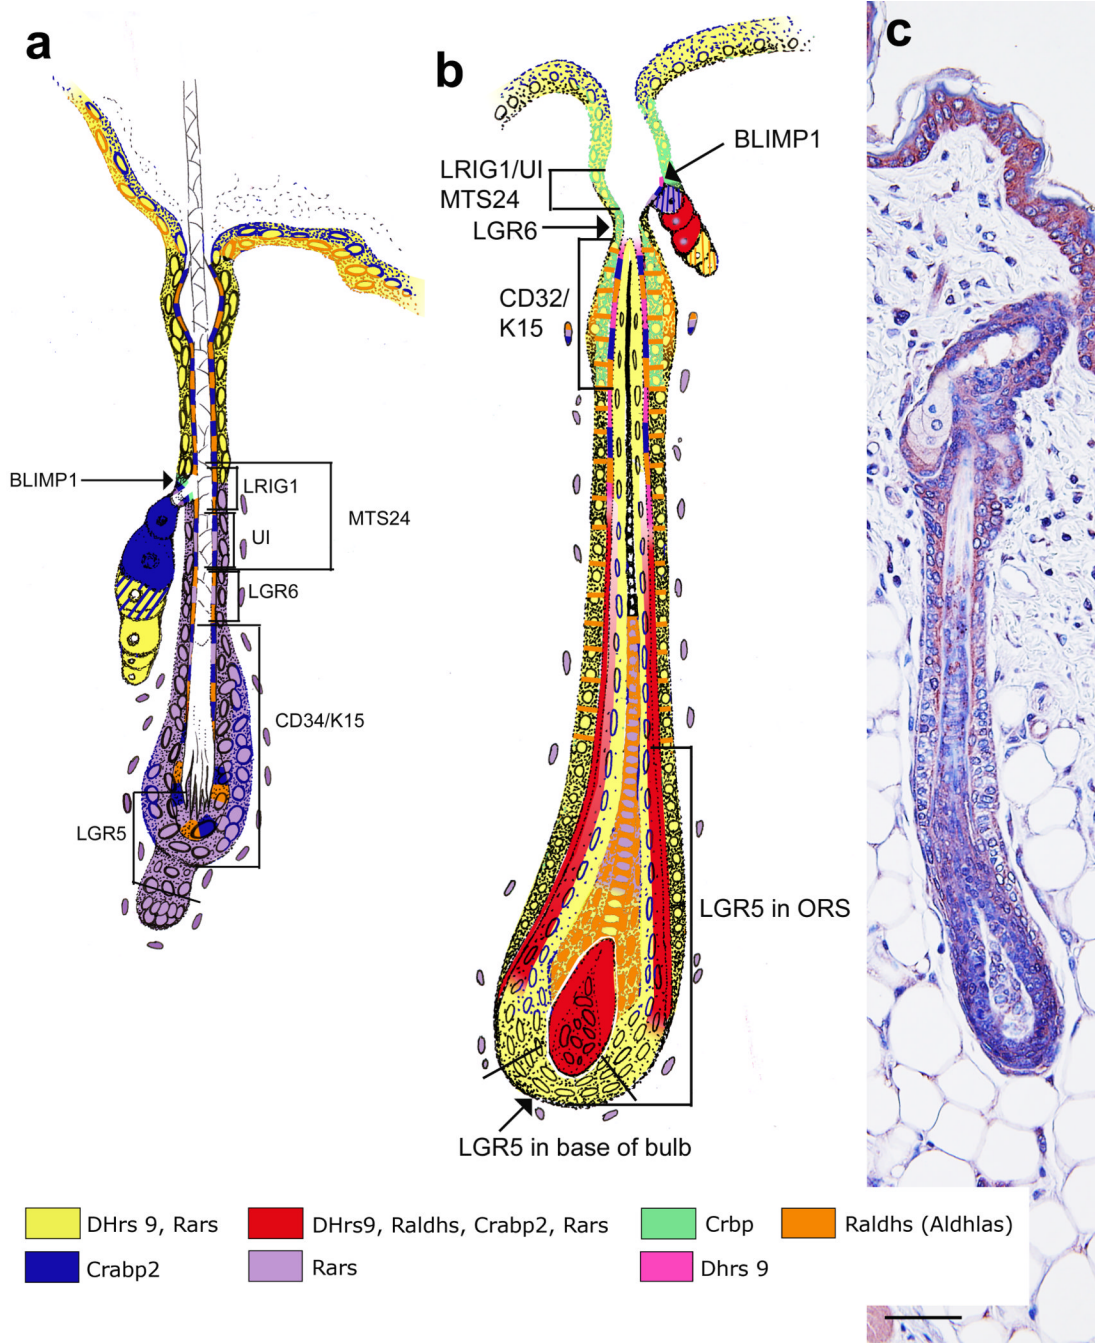 a
BLIMP1
LRIG1
MTS24
UI
LGR6
CD34/K15
LGR5
b
BLIMP1
LRIG1/UI
MTS24
LGR6
CD32/
K15
LGR5 in ORS
LGR5 in base of bulb
c
DHrs 9, Rars
DHrs9, Raldhs, Crabp2, Rars
Crbp
Raldhs (Aldhlas)
Crabp2
Rars
Dhrs 9